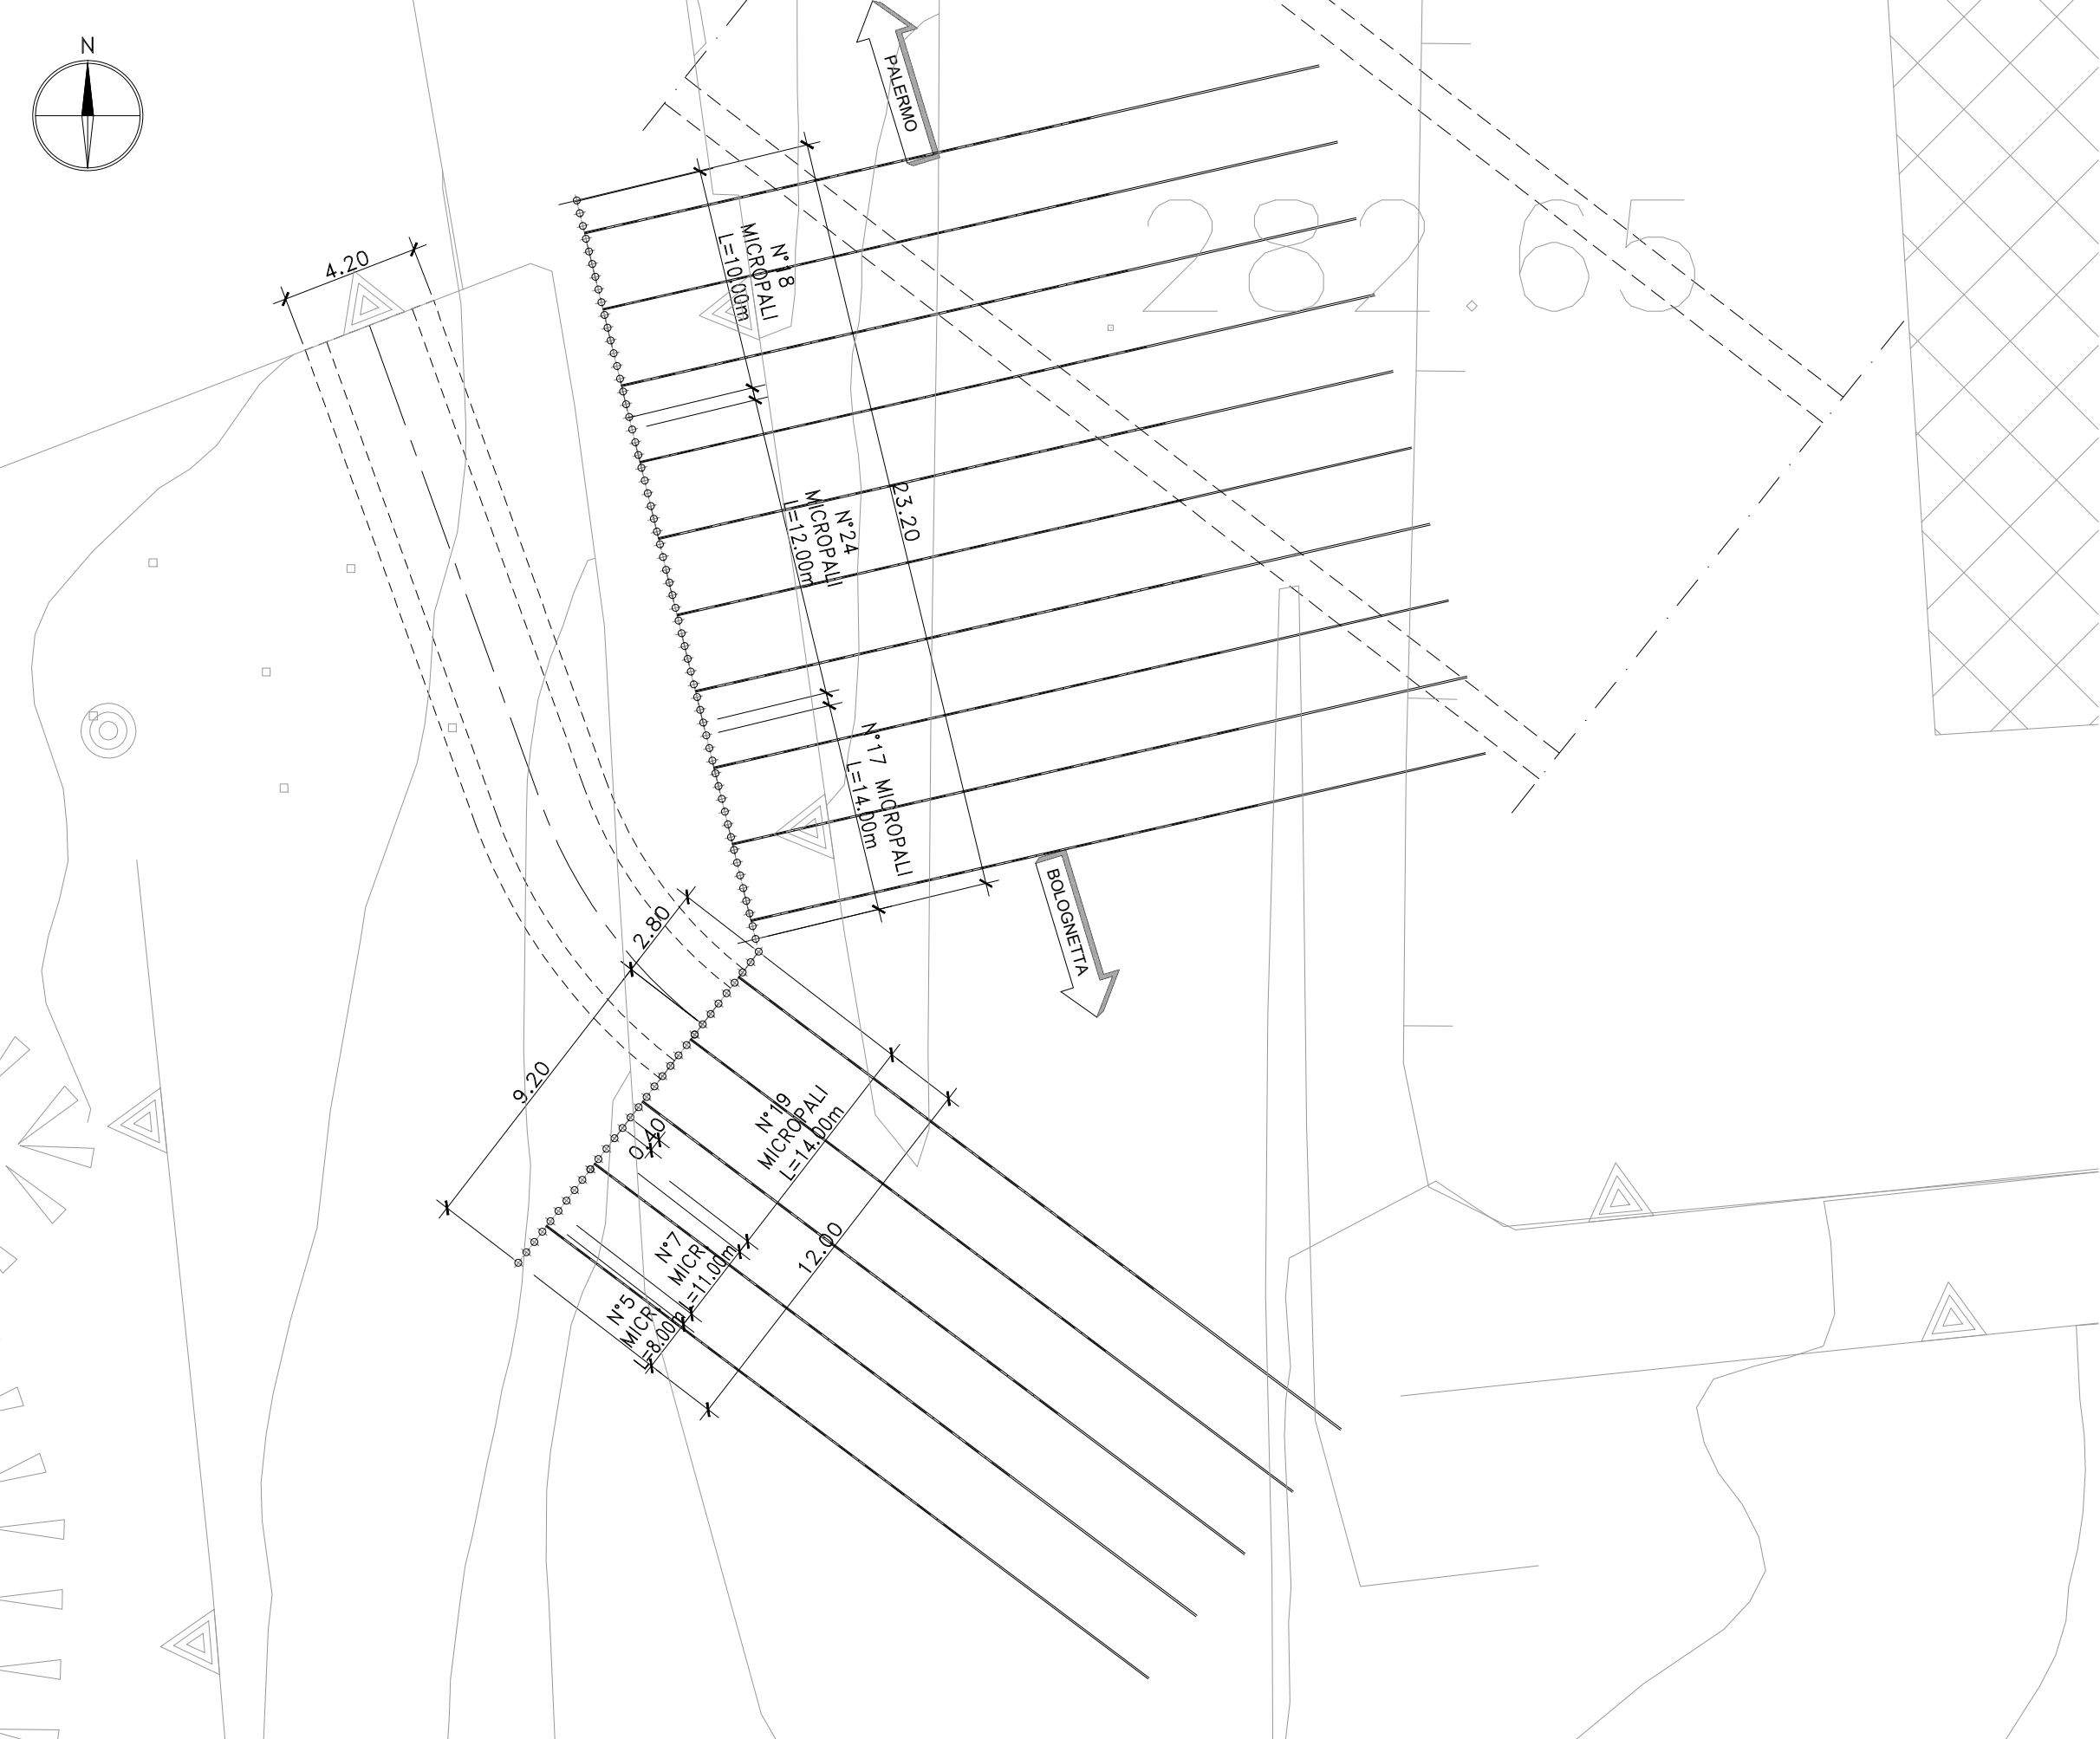 N
PALERMO
4.20
282 65
N°18
MICROPALI
L=10.00m
23.20
N°24
MICROPALI
L=12.00m
N°17 MICROPALI
L=14.00m
BOLOGNETTA
2.80
9.20
0.40
N°19
MICROPALI
L=14.00m
12.00
N°7
MICR.
L=11.00m
N°5
MICR.
L=8.00m